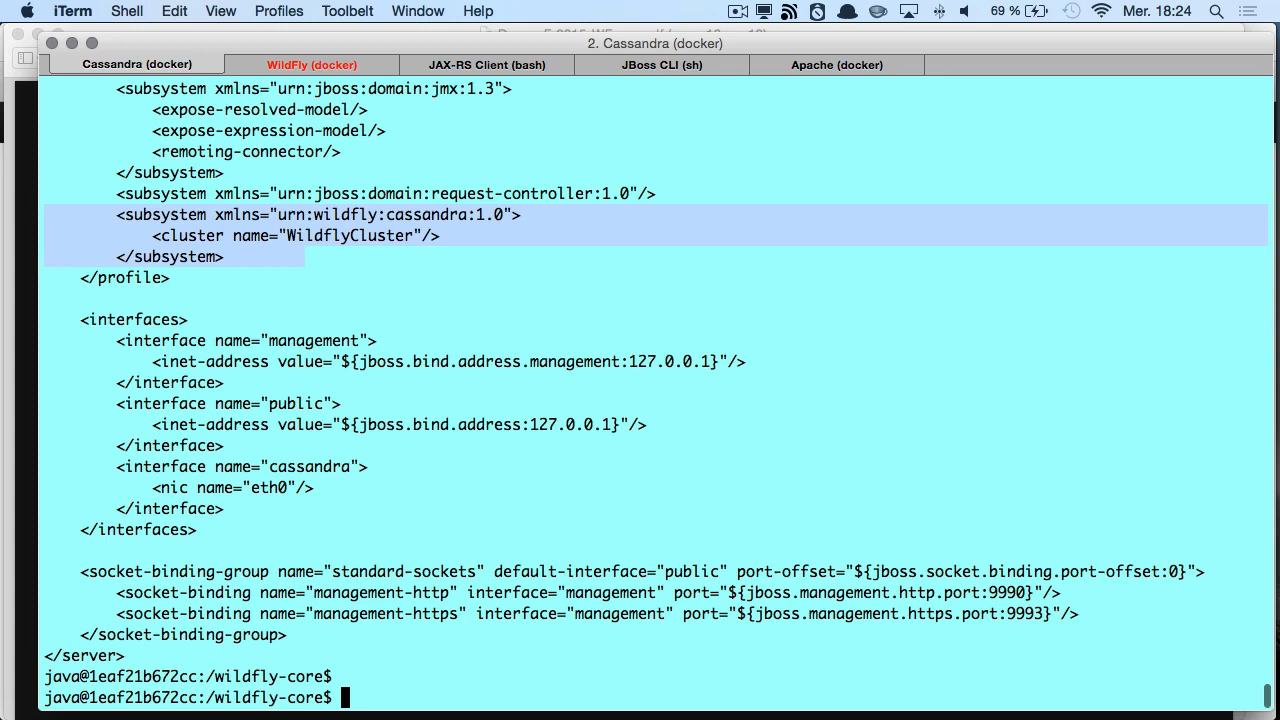 iTerm Shell Edit View Profiles Toolbelt Window Help 69 % Mer. 18:24
2. Cassandra (docker)
Cassandra (docker) WildFly (docker) JAX-RS Client (bash) JBoss CLI (sh) Apache (docker)
<subsystem xmlns="urn:jboss:domain:jmx:1.3">
<expose-resolved-model/>
<expose-expression-model/>
<remoting-connector/>
</subsystem>
<subsystem xmlns="urn:jboss:domain:request-controller:1.0"/>
<subsystem xmlns="urn:wildfly:cassandra:1.0">
<cluster name="WildflyCluster"/>
</subsystem>
</profile>
<interfaces>
<interface name="management">
<inet-address value="${jboss.bind.address.management:127.0.0.1}"/>
</interface>
<interface name="public">
<inet-address value="${jboss.bind.address:127.0.0.1}"/>
</interface>
<interface name="cassandra">
<nic name="eth0"/>
</interface>
</interfaces>
<socket-binding-group name="standard-sockets" default-interface="public" port-offset="${jboss.socket.binding.port-offset:0}">
<socket-binding name="management-http" interface="management" port="${jboss.management.http.port:9990}"/>
<socket-binding name="management-https" interface="management" port="${jboss.management.https.port:9993}"/>
</socket-binding-group>
</server>
java@1eaf21b672cc:/wildfly-core$
java@1eaf21b672cc:/wildfly-core$